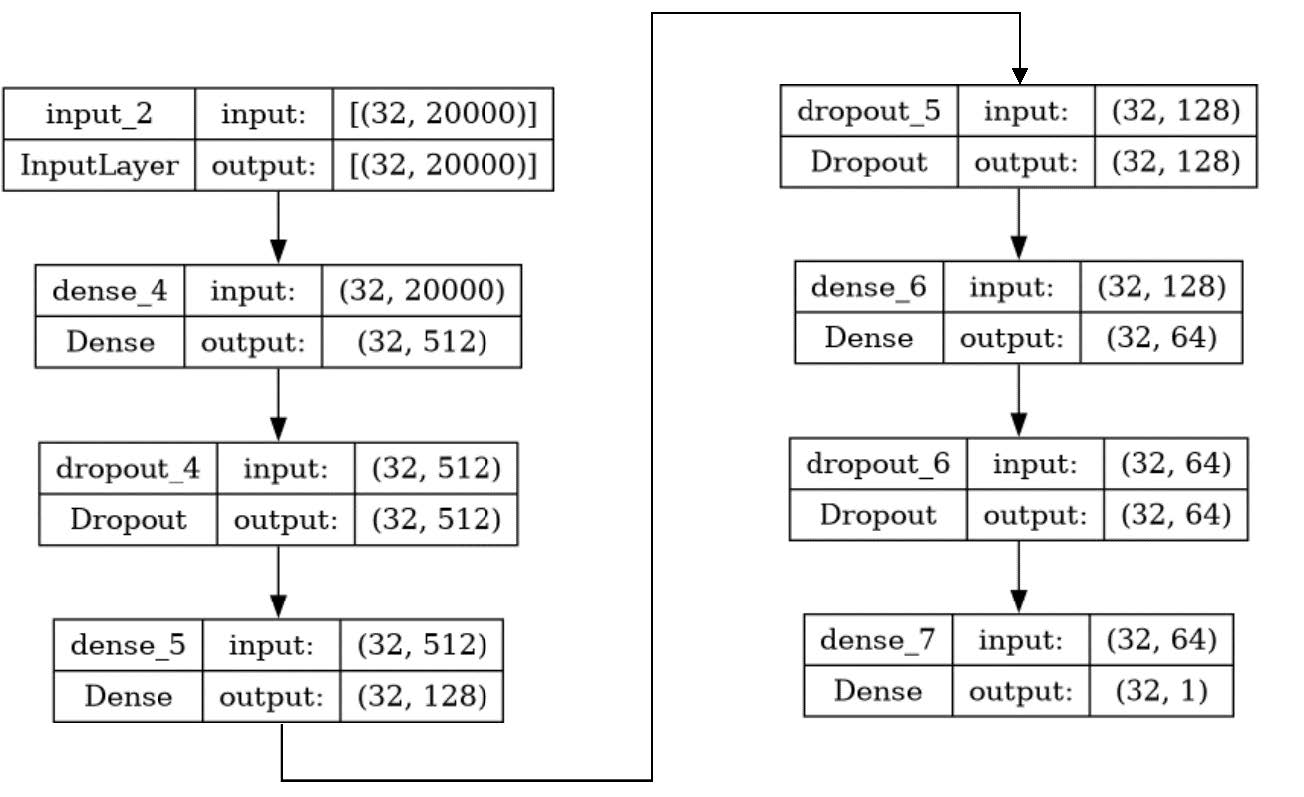 input_2 input: [(32, 20000)]
InputLayer output: [(32, 20000)]
dense_4 input: (32, 20000)
Dense output: (32, 512)
dropout_4 input: (32, 512)
Dropout output: (32, 512)
dense_5 input: (32, 512)
Dense output: (32, 128)
dropout_5 input: (32, 128)
Dropout output: (32, 128)
dense_6 input: (32, 128)
Dense output: (32, 64)
dropout_6 input: (32, 64)
Dropout output: (32, 64)
dense_7 input: (32, 64)
Dense output: (32, 1)